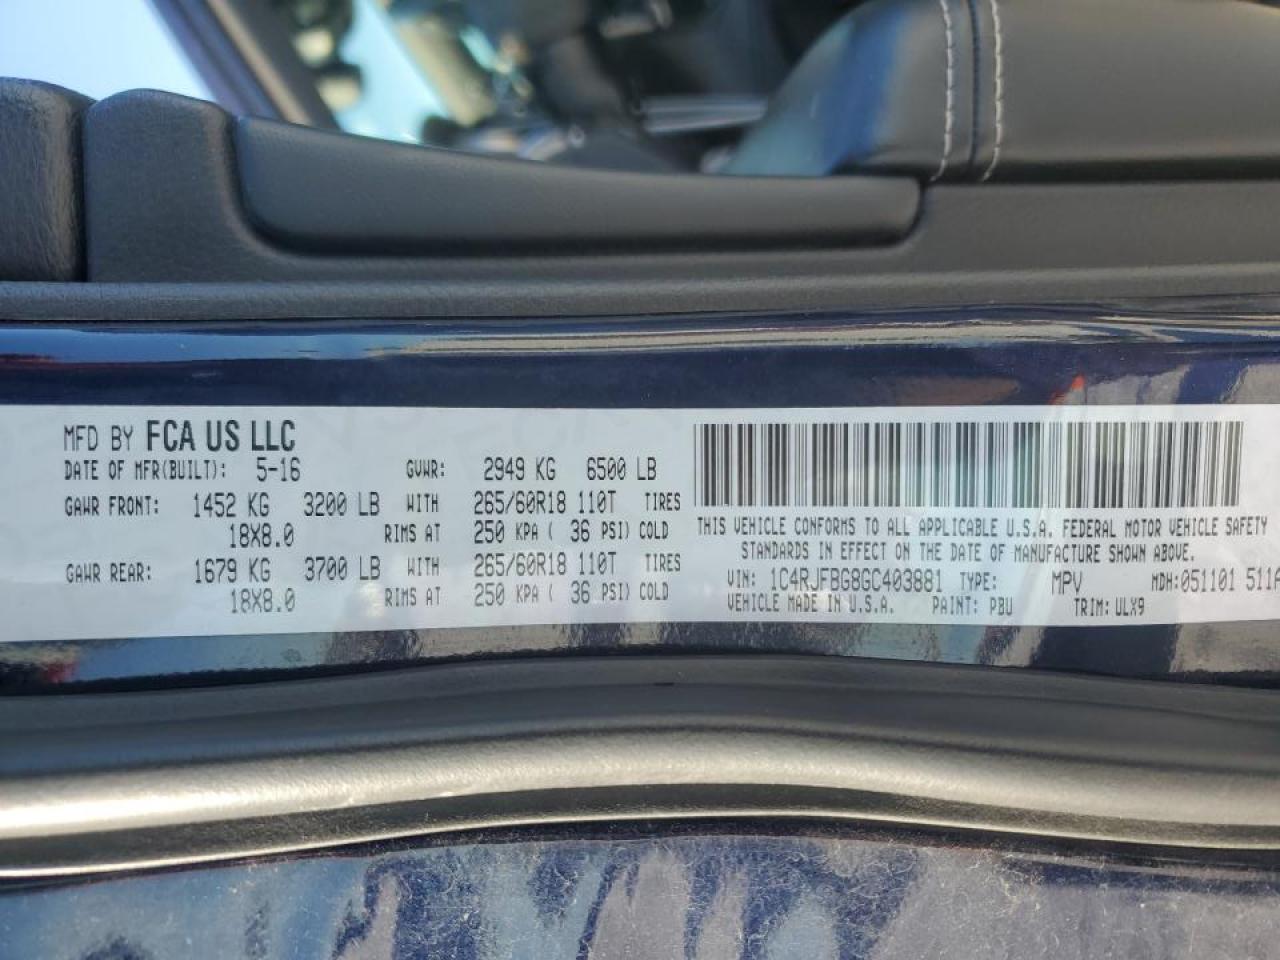 MFD BY FCA US LLC
DATE OF MFR(BUILT): 5-16 GVWR: 2949 KG 6500 LB
GAWR FRONT: 1452 KG 3200 LB WITH 265/60R18 110T TIRES
18X8.0 RIMS AT 250 KPA ( 36 PSI) COLD
GAWR REAR: 1679 KG 3700 LB WITH 265/60R18 110T TIRES
18X8.0 RIMS AT 250 KPA ( 36 PSI) COLD
THIS VEHICLE CONFORMS TO ALL APPLICABLE U.S.A. FEDERAL MOTOR VEHICLE SAFETY
STANDARDS IN EFFECT ON THE DATE OF MANUFACTURE SHOWN ABOVE.
VIN: 1C4RJFBG8GC403881 TYPE: MPV MDH:051101 511
VEHICLE MADE IN U.S.A. PAINT: PBU TRIM: ULX9